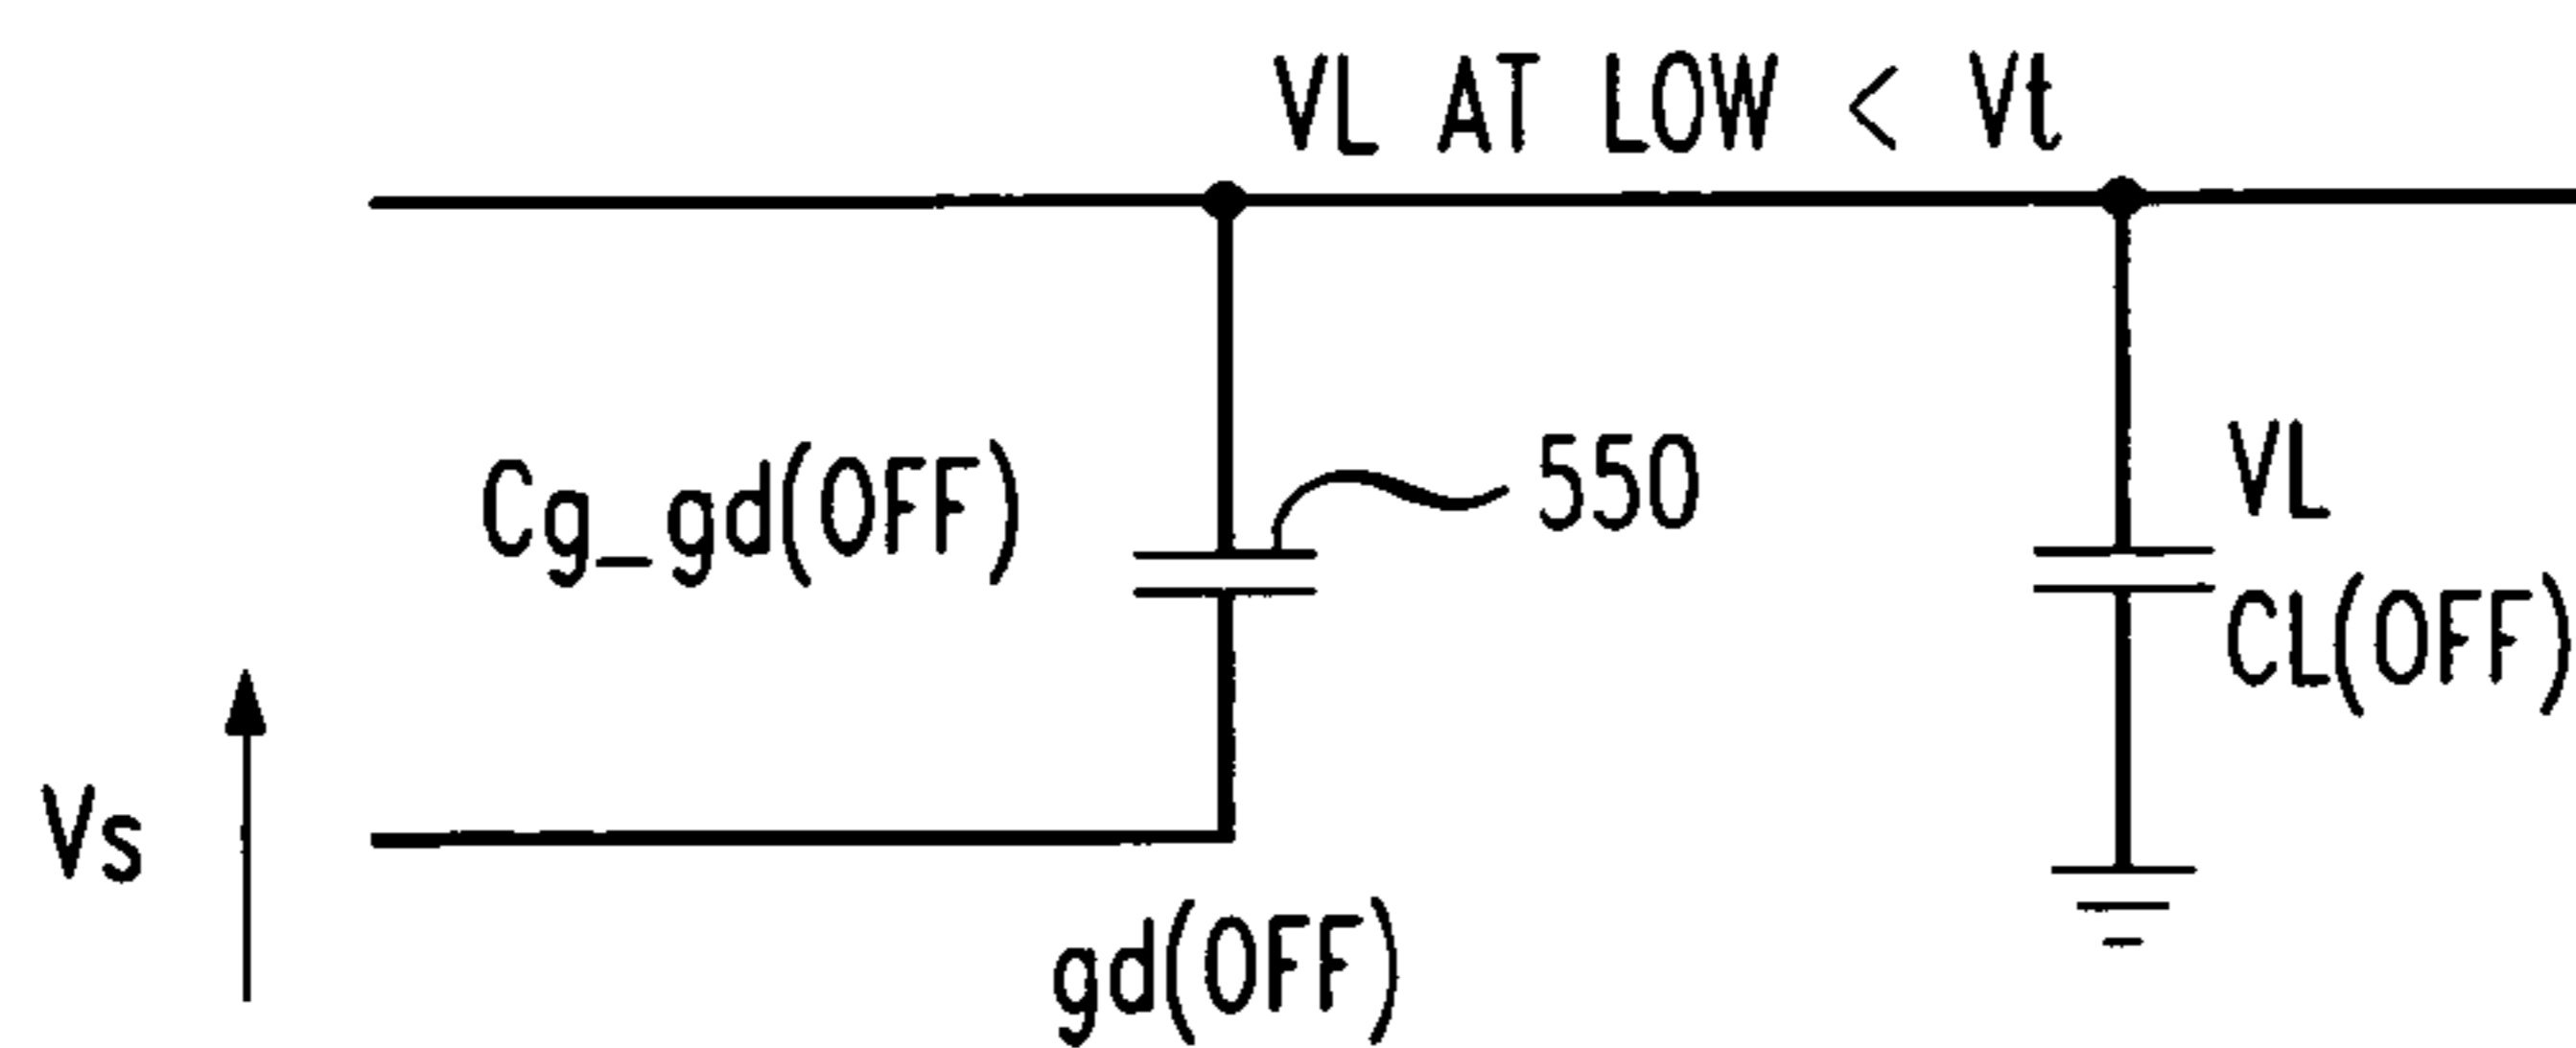 VL AT LOW < Vt
Cg_gd(OFF)
550
VL
CL(OFF)
Vs
gd(OFF)